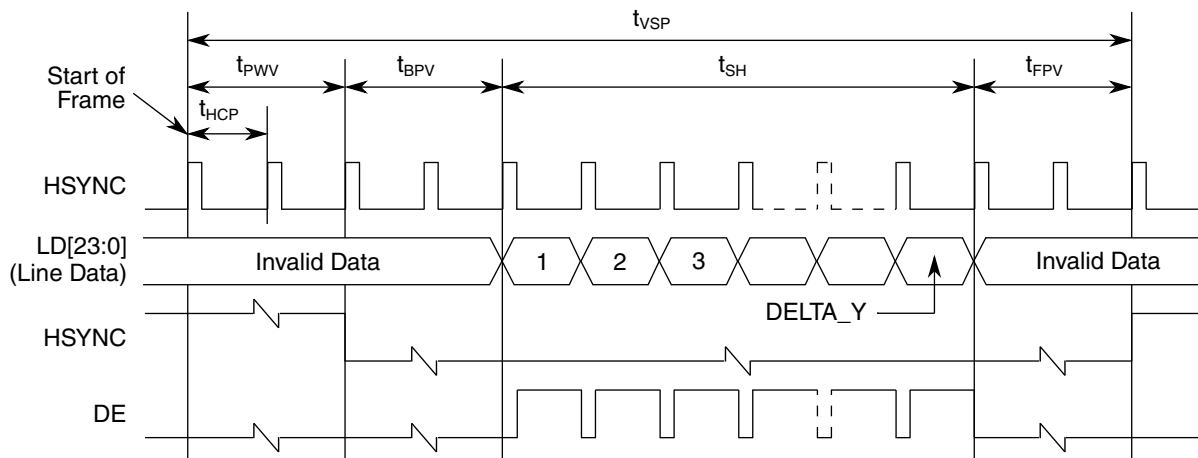 tVSP
tPWV
tBPV
tSH
tFPV
Start of
Frame
tHCP
HSYNC
LD[23:0]
(Line Data)
Invalid Data
1
2
3
Invalid Data
DELTA_Y
HSYNC
DE